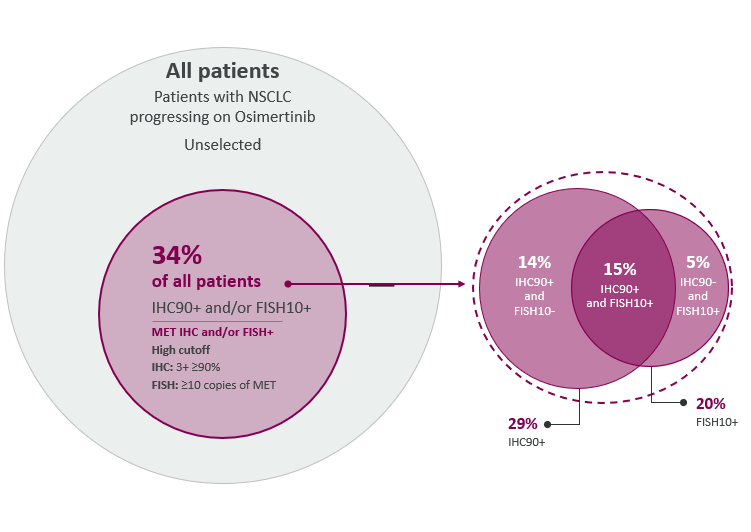 All patients
Patients with NSCLC
progressing on Osimertinib
Unselected
34%
of all patients
IHC90+ and/or FISH10+
MET IHC and/or FISH+
High cutoff
IHC: 3+ ≥90%
FISH: ≥10 copies of MET
14%
IHC90+
and
FISH10-
15%
IHC90+
and FISH10+
5%
IHC90-
and
FISH10+
29%
IHC90+
20%
FISH10+